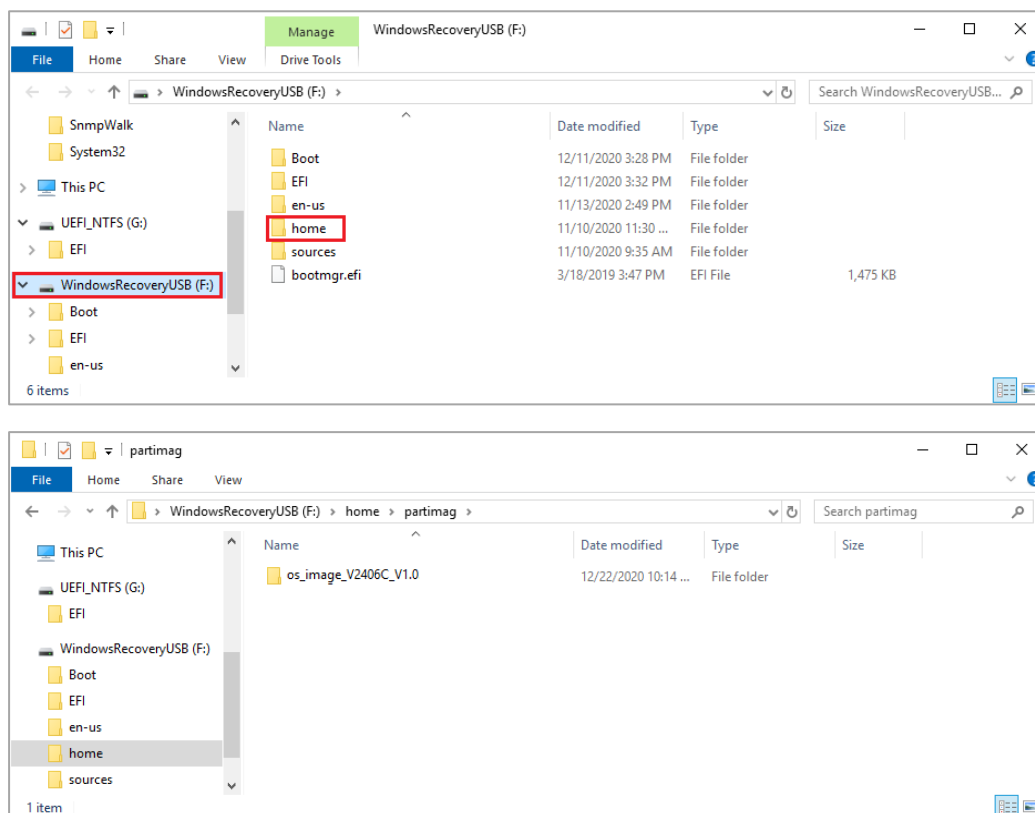 Manage WindowsRecoveryUSB (F:)
File Home Share View Drive Tools
WindowsRecoveryUSB (F:) Search WindowsRecoveryUSB...
SnmpWalk
System32
This PC
UEFI_NTFS (G:)
EFI
WindowsRecoveryUSB (F:)
Boot
EFI
en-us
Name Date modified Type Size
Boot 12/11/2020 3:28 PM File folder
EFI 12/11/2020 3:32 PM File folder
en-us 11/13/2020 2:49 PM File folder
home 11/10/2020 11:30 ... File folder
sources 11/10/2020 9:35 AM File folder
bootmgr.efi 3/18/2019 3:47 PM EFI File 1,475 KB
6 items
partimag
File Home Share View
WindowsRecoveryUSB (F:) home partimag Search partimag
This PC
UEFI_NTFS (G:)
EFI
WindowsRecoveryUSB (F:)
Boot
EFI
en-us
home
sources
Name Date modified Type Size
os_image_V2406C_V1.0 12/22/2020 10:14 ... File folder
1 item